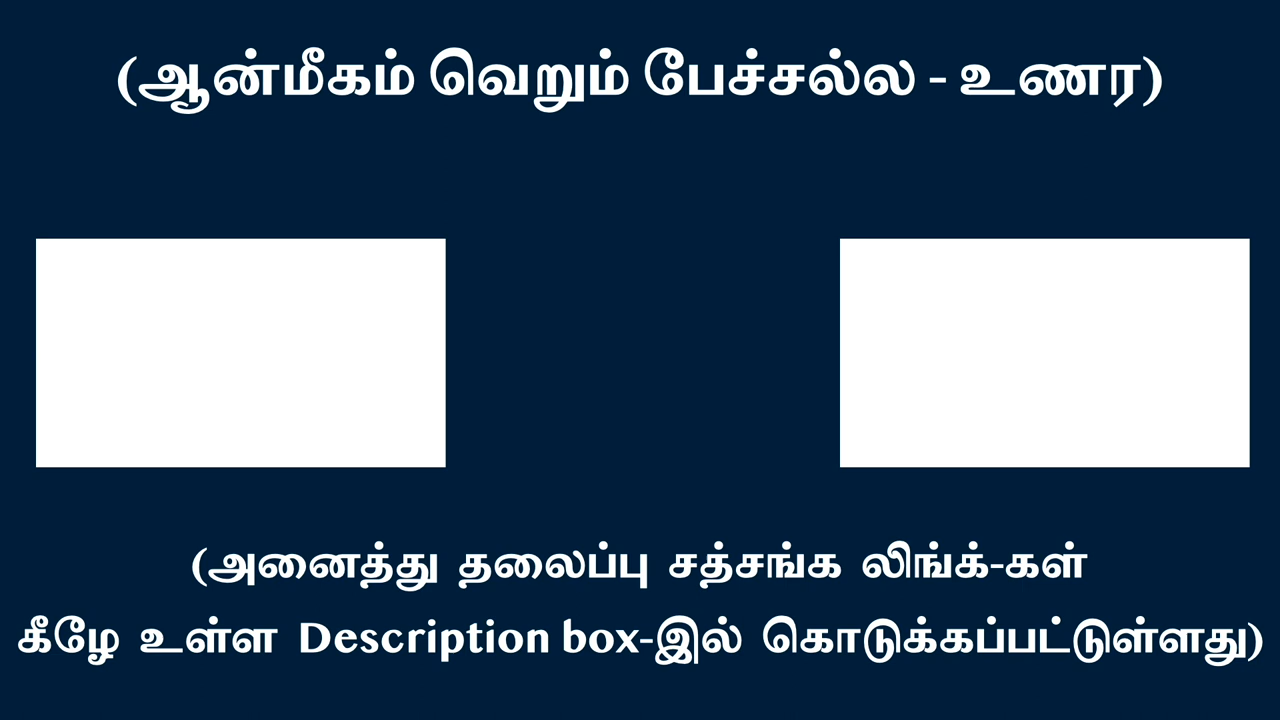 (ஆன்மீகம் வெறும் பேச்சல்ல - உணர)
(அனைத்து தலைப்பு சத்சங்க லிங்க்-கள்
கீழே உள்ள Description box-இல் கொடுக்கப்பட்டுள்ளது)